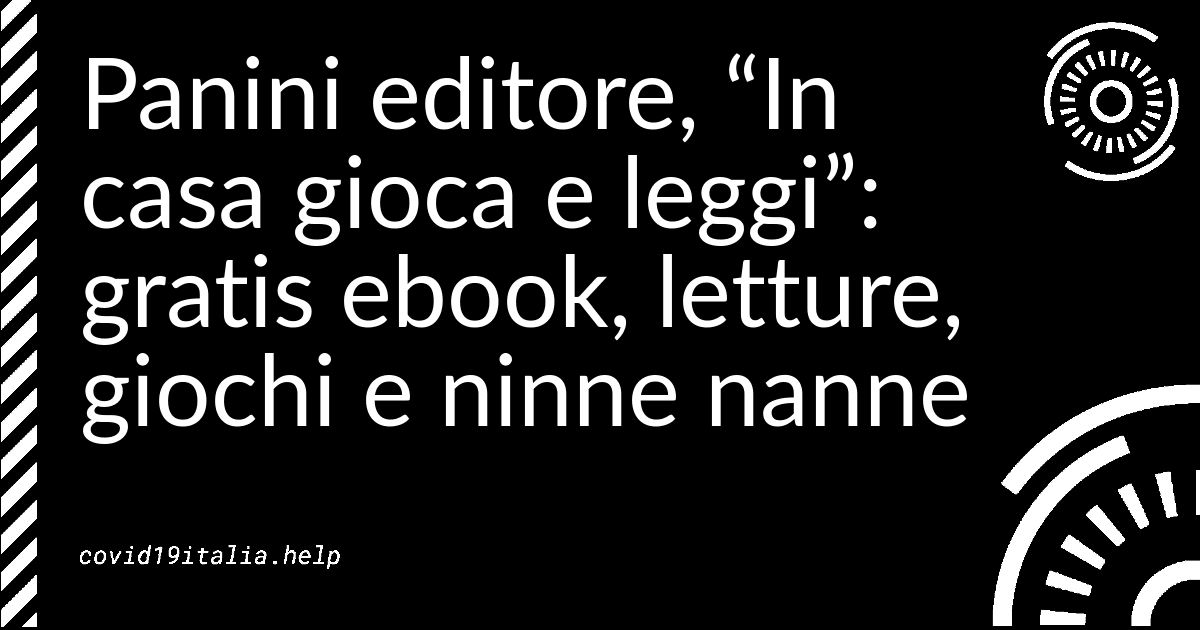 Panini editore, “In
casa gioca e leggi”:
gratis ebook, letture,
giochi e ninne nanne
covid19italia.help